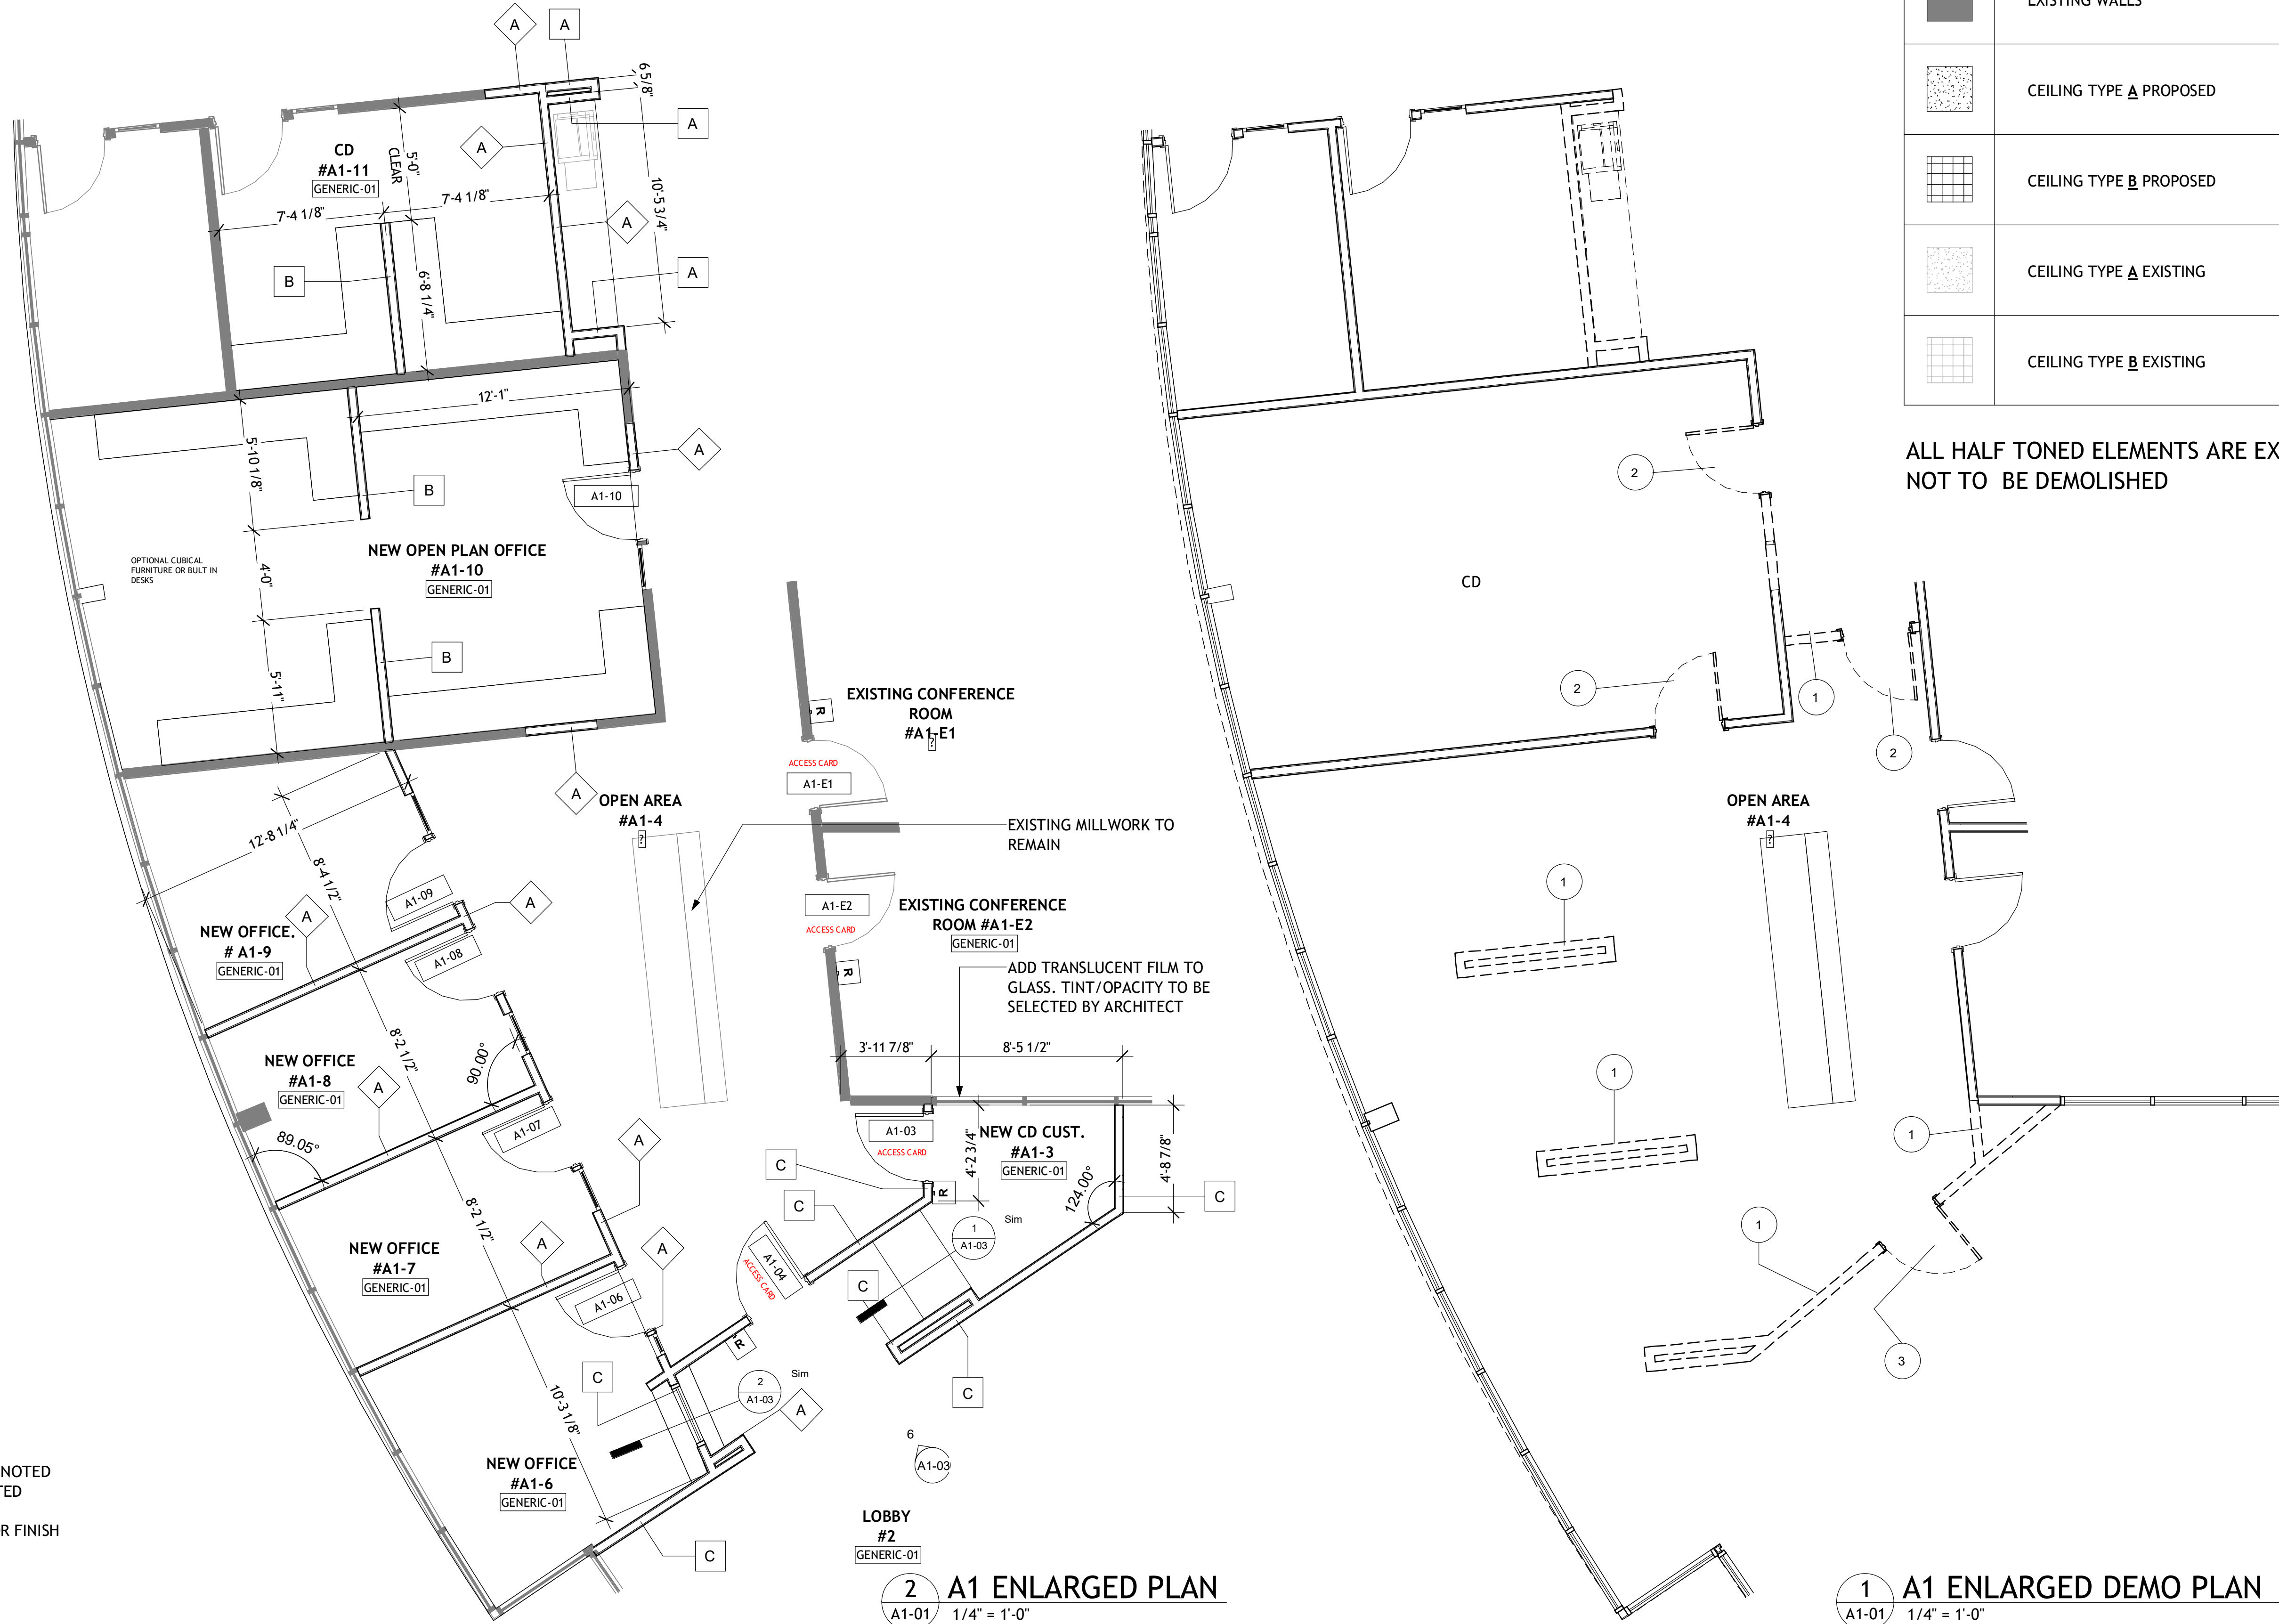 A
A
6 5/8"
A
A
CD
#A1-11
GENERIC-01
5'-0"
CLEAR
7'-4 1/8"
7'-4 1/8"
10'-5 3/4"
A
A
B
6'-8 1/4"
12'-1"
5'-10 1/8"
A
B
A1-10
NEW OPEN PLAN OFFICE
#A1-10
GENERIC-01
OPTIONAL CUBICAL
FURNITURE OR BULT IN
DESKS
4'-0"
B
5'-11"
A
EXISTING CONFERENCE
ROOM
#A1-E1
?
R
ACCESS CARD
A1-E1
OPEN AREA
#A1-4
?
EXISTING MILLWORK TO
REMAIN
12'-8 1/4"
8'-4 1/2"
A1-09
A
A
NEW OFFICE.
# A1-9
GENERIC-01
A1-08
A1-E2
ACCESS CARD
EXISTING CONFERENCE
ROOM #A1-E2
GENERIC-01
R
ADD TRANSLUCENT FILM TO
GLASS. TINT/OPACITY TO BE
SELECTED BY ARCHITECT
3'-11 7/8"
8'-5 1/2"
8'-2 1/2"
90.00°
NEW OFFICE
#A1-8
GENERIC-01
A
89.05°
A1-07
A
A1-03
ACCESS CARD
4'-2 3/4"
NEW CD CUST.
#A1-3
GENERIC-01
4'-8 7/8"
124.00°
C
C
C
R
1
A1-03
Sim
8'-2 1/2"
NEW OFFICE
#A1-7
GENERIC-01
A
A
A1-06
A1-04
ACCESS CARD
C
R
C
2
A1-03
Sim
A
C
10'-3 1/8"
NEW OFFICE
#A1-6
GENERIC-01
6
A1-03
C
LOBBY
#2
GENERIC-01
NOTED
TED
R FINISH
2
A1-01
A1 ENLARGED PLAN
1/4" = 1'-0"
2
CD
2
1
2
OPEN AREA
#A1-4
?
1
1
1
1
3
1
A1-01
A1 ENLARGED DEMO PLAN
1/4" = 1'-0"
EXISTING WALLS
CEILING TYPE A PROPOSED
CEILING TYPE B PROPOSED
CEILING TYPE A EXISTING
CEILING TYPE B EXISTING
ALL HALF TONED ELEMENTS ARE EX
NOT TO BE DEMOLISHED